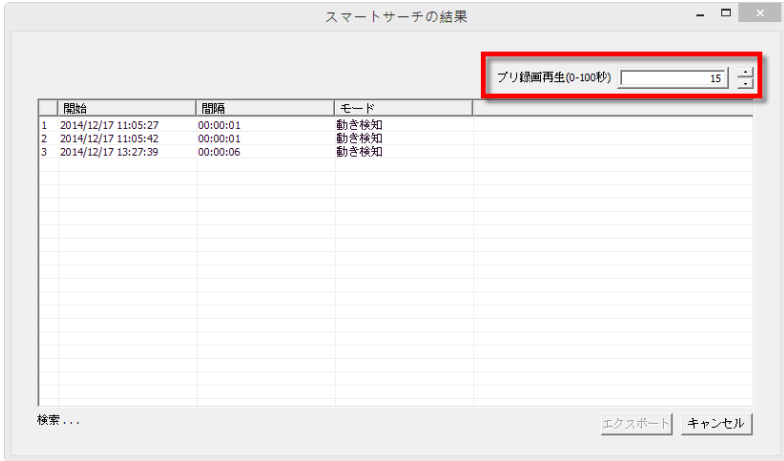 スマートサーチの結果
プリ録画再生(0-100秒) 15
開始 間隔 モード
1 2014/12/17 11:05:27 00:00:01 動き検知
2 2014/12/17 11:05:42 00:00:01 動き検知
3 2014/12/17 13:27:39 00:00:06 動き検知
検索 . . .
エクスポート キャンセル